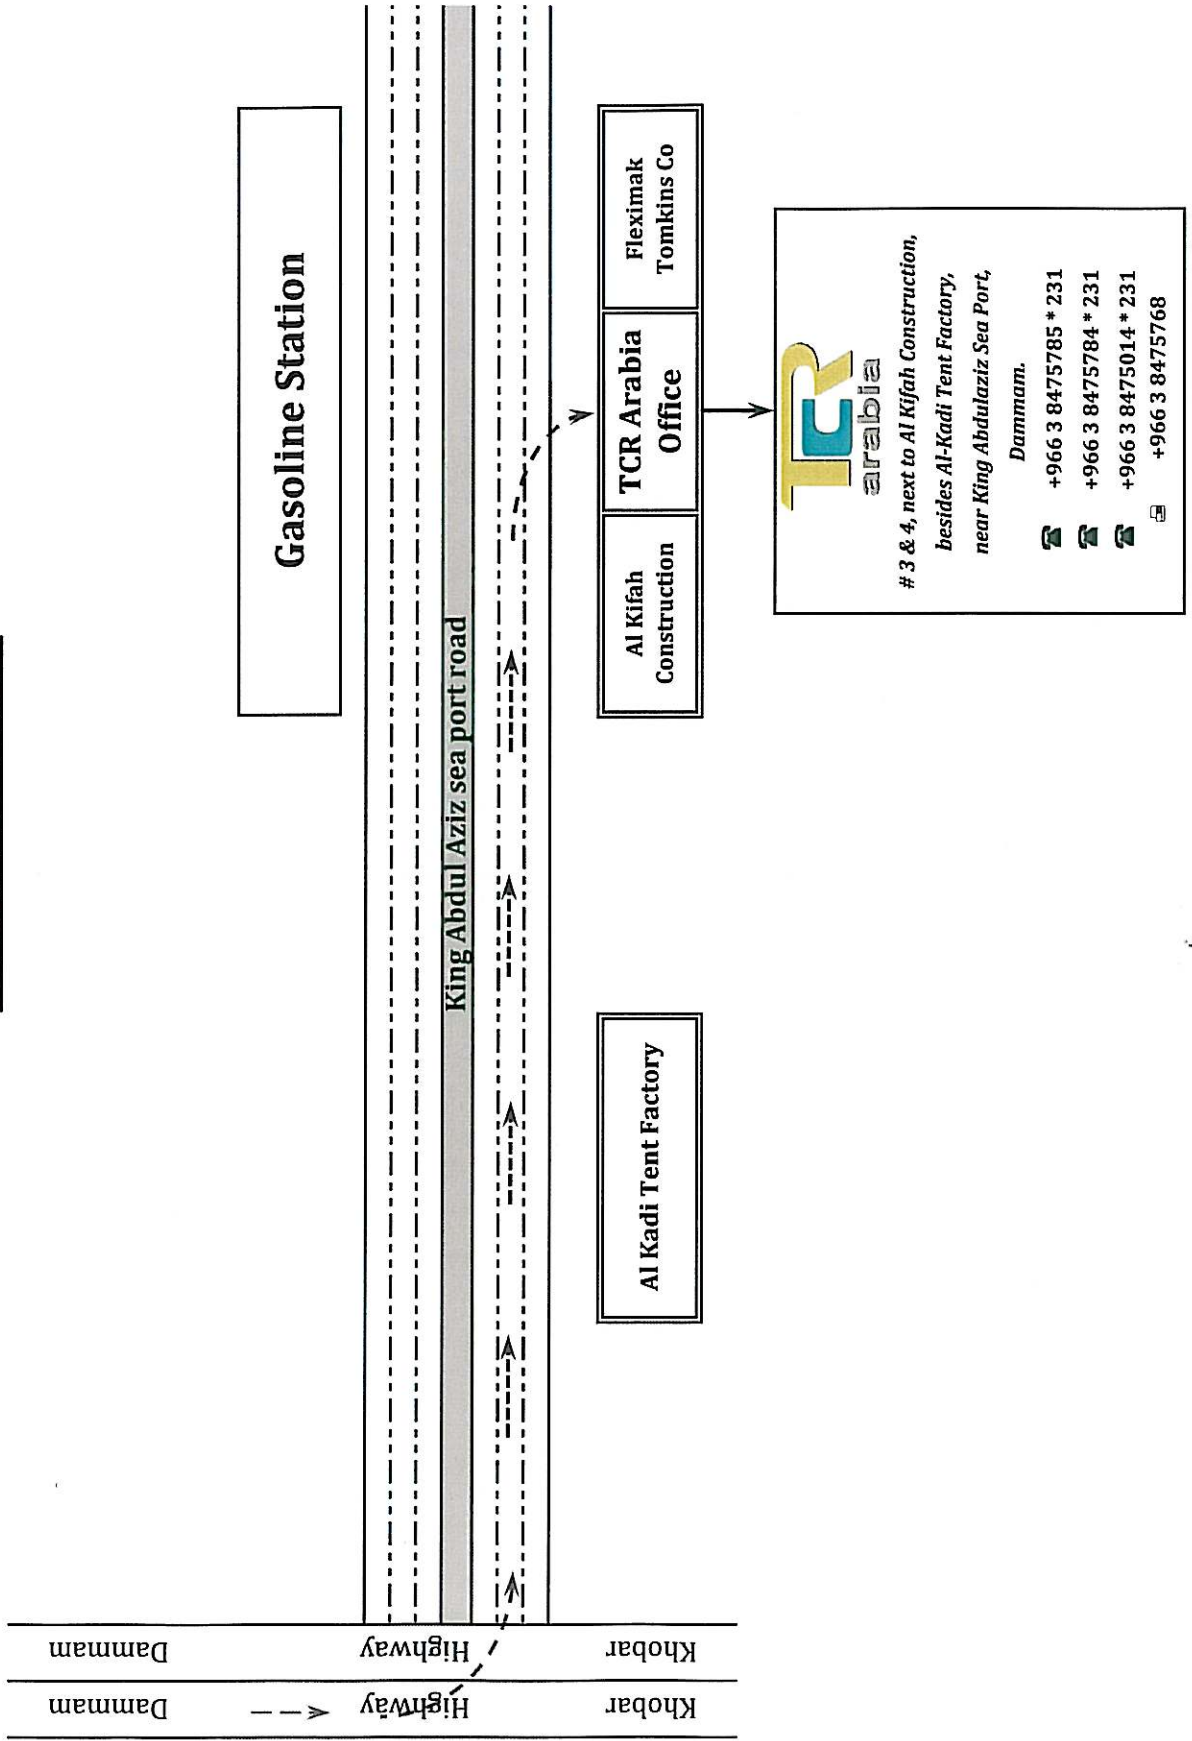 Gasoline Station
King Abdul Aziz sea port road
Al Kadi Tent Factory
Al Kifah
Construction
TCR Arabia
Office
Fleximak
Tomkins Co
TCR
arabia
# 3 & 4, next to Al Kifah Construction,
besides Al-Kadi Tent Factory,
near King Abdulaziz Sea Port,
Dammam.
+966 3 8475785 * 231
+966 3 8475784 * 231
+966 3 8475014 * 231
+966 3 8475768
Dammam
Highway
Khobar
Dammam
Highway
Khobar